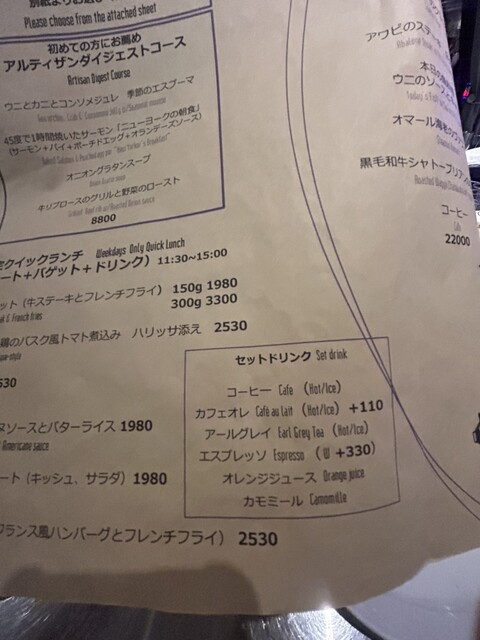 Please choose from the attached sheet
初めての方にお薦め
アルティザンダイジェストコース
Artisan Digest Course
ウニとカニとコンソメジュレ 季節のエスプーマ
45度で1時間焼いたサーモン「ニューヨークの朝食」
(サーモン+パイ+ポーチドエッグ+オランデーズソース)
オニオングラタンスープ
牛リブロースのグリルと野菜のロースト
8800
クイックランチ Weekdays Only Quick Lunch
ート+バゲット+ドリンク) 11:30~15:00
ット (牛ステーキとフレンチフライ) 150g 1980
& French fries
300g 3300
鶏のバスク風トマト煮込み ハリッサ添え 2530
530
ソースとバターライス 1980
Americaine sauce
ート (キッシュ、サラダ) 1980
フランス風ハンバーグとフレンチフライ) 2530
セットドリンク Set drink
コーヒー Cafe (Hot/Ice)
カフェオレ Café au lait (Hot/Ice) +110
アールグレイ Earl Grey Tea (Hot/Ice)
エスプレッソ Espresso (W +330)
オレンジジュース Orange juice
カモミール Camomille
アワビのステーキ
本日の
ウニのソースと
オマール海老の
黒毛和牛シャトーブリアン
コーヒー
Cafe
22000